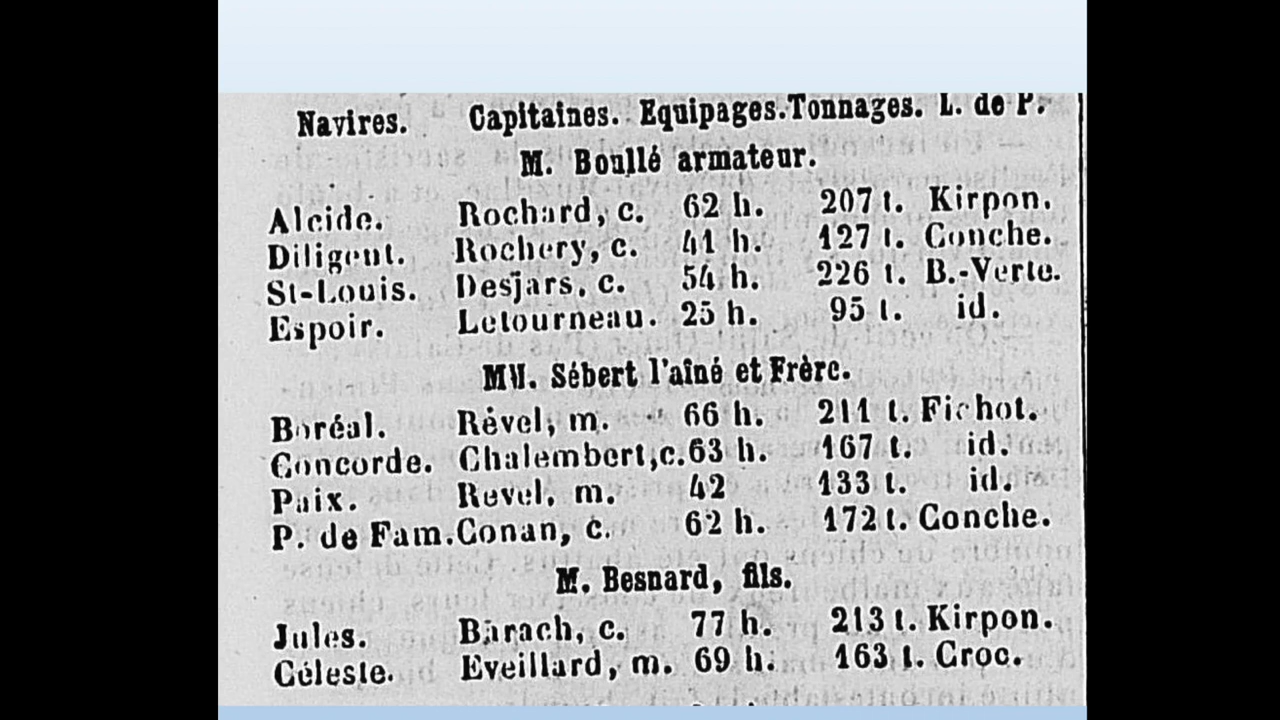 Navires. Capitaines. Equipages. Tonnages. L. de P.
M. Boullé armateur.
Alcide. Rochard, c. 62 h. 207 t. Kirpon.
Diligent. Rochery, c. 41 h. 127 t. Conche.
St-Louis. Desjars, c. 54 h. 226 t. B.-Verte.
Espoir. Letourneau. 25 h. 95 t. id.
MM. Sébert l'aîné et Frère.
Boréal. Rével, m. 66 h. 211 t. Fichot.
Concorde. Chalembert, c. 63 h. 167 t. id.
Paix. Revel, m. 42 133 t. id.
P. de Fam. Conan, c. 62 h. 172 t. Conche.
M. Besnard, fils.
Jules. Barach, c. 77 h. 213 t. Kirpon.
Céleste. Eveillard, m. 69 h. 163 t. Croc.